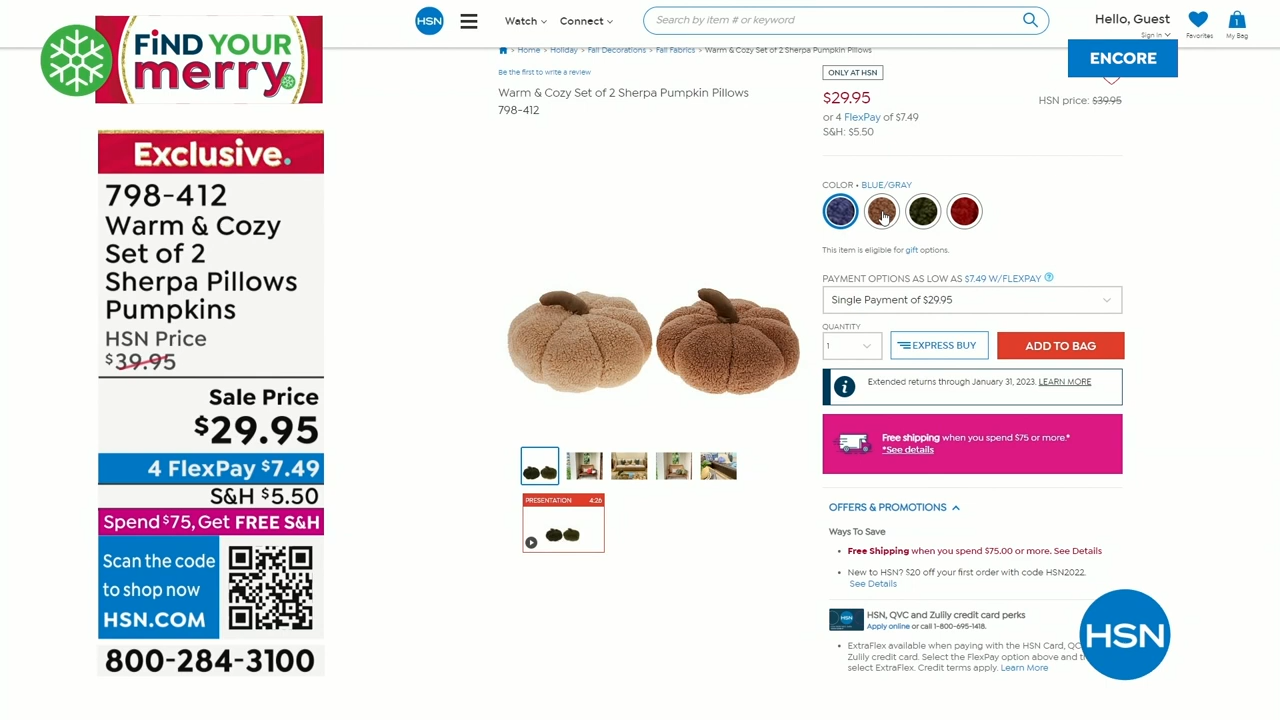 FiND YOUR
merry.
Exclusive.
798-412
Warm & Cozy
Set of 2
Sherpa Pillows
Pumpkins
HSN Price
$39.95
Sale Price
$29.95
4 FlexPay $7.49
S&H $5.50
Spend $75, Get FREE S&H
Scan the code
to shop now
HSN.COM
800-284-3100
HSN
Watch
Connect
Search by item # or keyword
Hello, Guest
Sign in
Favorites
1
My Bag
ENCORE
Home > Holiday > Fall Decorations > Fall Fabrics > Warm & Cozy Set of 2 Sherpa Pumpkin Pillows
Be the first to write a review
Warm & Cozy Set of 2 Sherpa Pumpkin Pillows
798-412
PRESENTATION 4:26
ONLY AT HSN
$29.95
HSN price: $39.95
or 4 FlexPay of $7.49
S&H: $5.50
COLOR • BLUE/GRAY
This item is eligible for gift options.
PAYMENT OPTIONS AS LOW AS $7.49 W/FLEXPAY ?
Single Payment of $29.95
QUANTITY
1
EXPRESS BUY
ADD TO BAG
Extended returns through January 31, 2023. LEARN MORE
Free shipping when you spend $75 or more.*
*See details
OFFERS & PROMOTIONS
Ways To Save
• Free Shipping when you spend $75.00 or more. See Details
• New to HSN? $20 off your first order with code HSN2022.
See Details
HSN, QVC and Zulily credit card perks
Apply online or call 1-800-695-1418.
• ExtraFlex available when paying with the HSN Card, QC
Zulily credit card. Select the FlexPay option above and
select ExtraFlex. Credit terms apply. Learn More
HSN